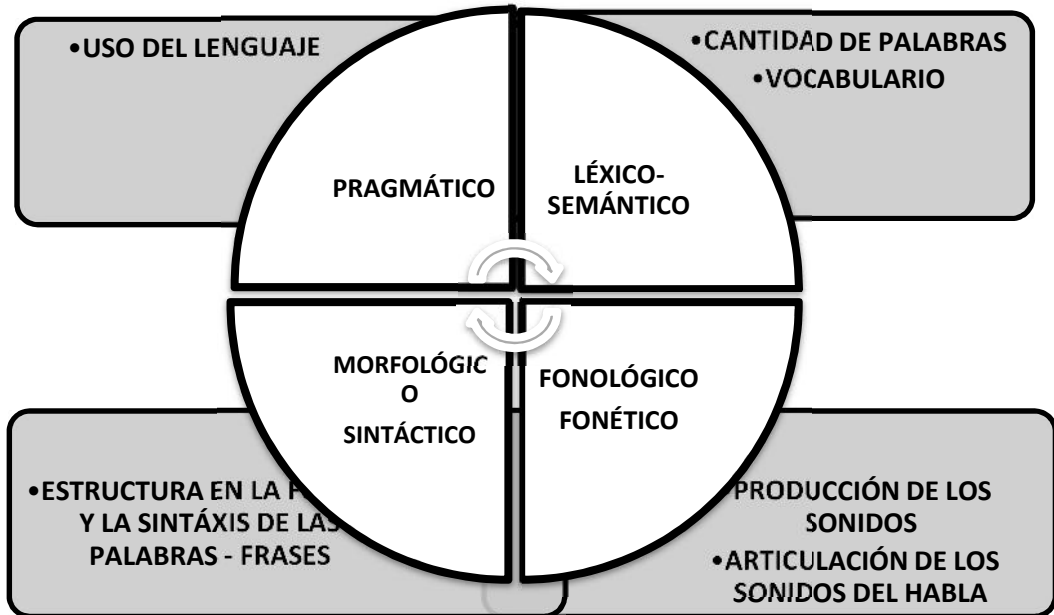 •USO DEL LENGUAJE
•CANTIDAD DE PALABRAS
•VOCABULARIO
PRAGMÁTICO
LÉXICO-
SEMÁNTICO
MORFOLÓGIC
O
SINTÁCTICO
FONOLÓGICO
FONÉTICO
•ESTRUCTURA EN LA
Y LA SINTÁXIS DE LAS
PALABRAS - FRASES
PRODUCCIÓN DE LOS
SONIDOS
•ARTICULACIÓN DE LOS
SONIDOS DEL HABLA